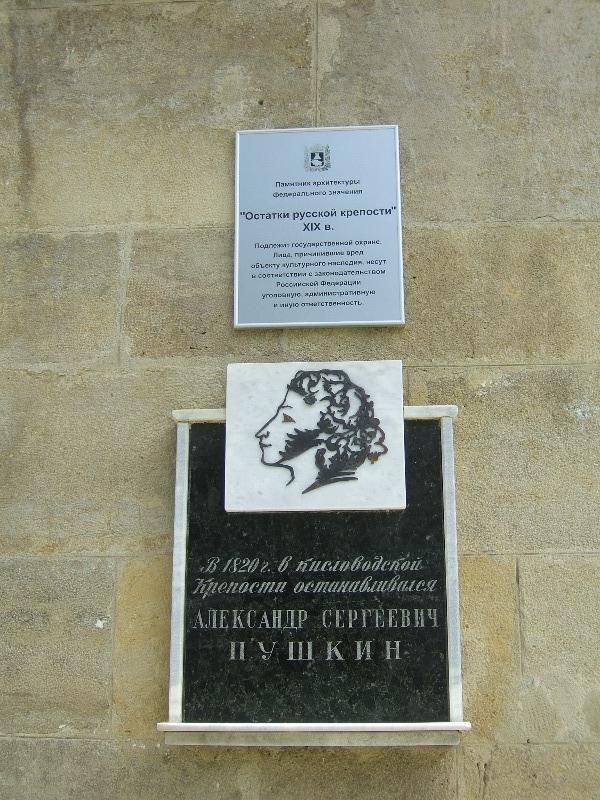 Памятник архитектуры
федерального значения
"Остатки русской крепости"
XIX в.
Подлежит государственной охране.
Лица, причинившие вред
объекту культурного наследия, несут
в соответствии с законодательством
Российской Федерации
уголовную, административную
и иную ответственность.
В 1820 г. в кисловодской
Крепости останавливался
АЛЕКСАНДР СЕРГЕЕВИЧ
ПУШКИН